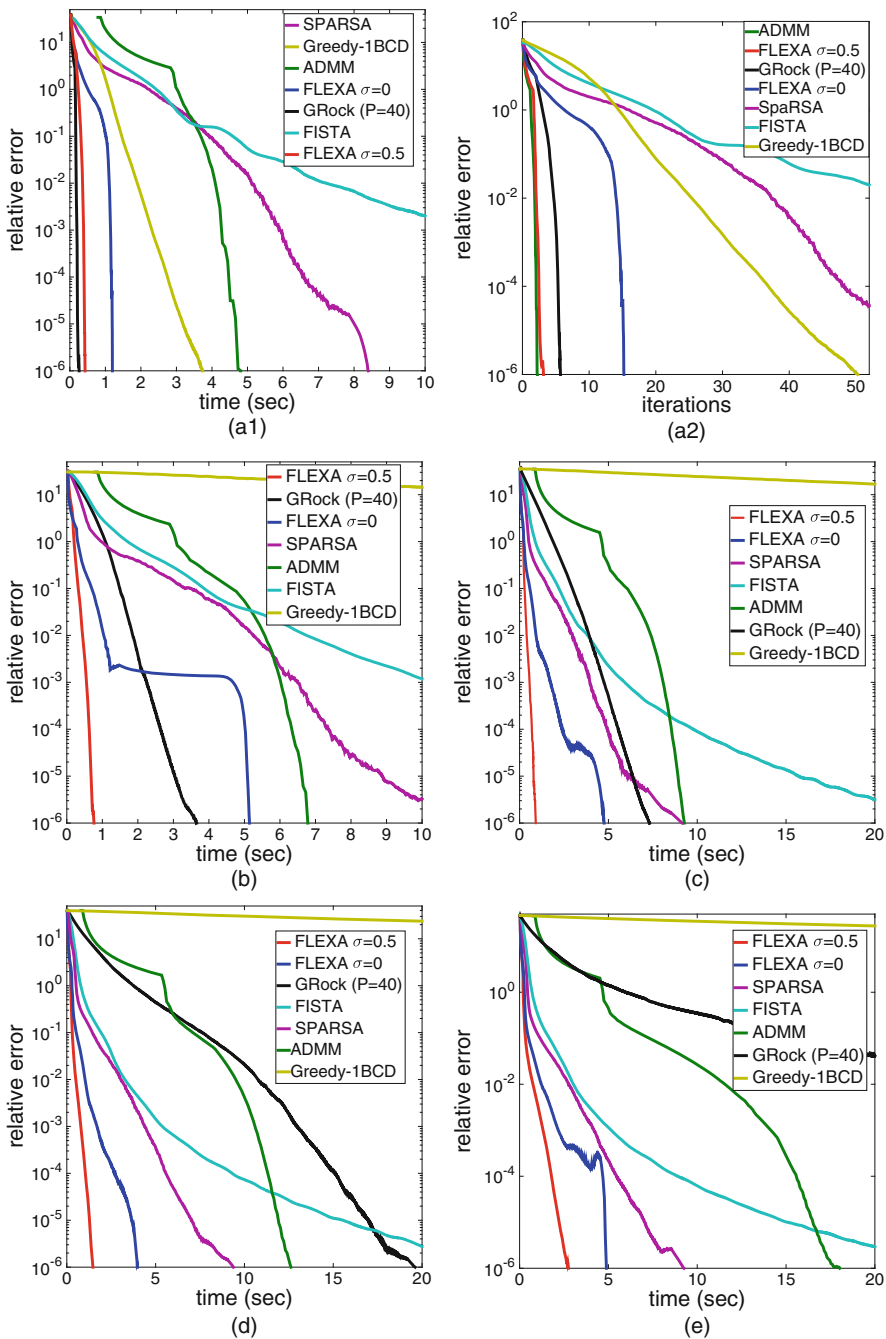 relative error
10^1
10^0
10^-1
10^-2
10^-3
10^-4
10^-5
10^-6
SPARSA
Greedy-1BCD
ADMM
FLEXA σ=0
GRock (P=40)
FISTA
FLEXA σ=0.5
0 1 2 3 4 5 6 7 8 9 10
time (sec)
(a1)
relative error
10^2
10^0
10^-2
10^-4
10^-6
ADMM
FLEXA σ=0.5
GRock (P=40)
FLEXA σ=0
SpaRSA
FISTA
Greedy-1BCD
0 10 20 30 40 50
iterations
(a2)
relative error
10^1
10^0
10^-1
10^-2
10^-3
10^-4
10^-5
10^-6
FLEXA σ=0.5
GRock (P=40)
FLEXA σ=0
SPARSA
ADMM
FISTA
Greedy-1BCD
0 1 2 3 4 5 6 7 8 9 10
time (sec)
(b)
relative error
10^1
10^0
10^-1
10^-2
10^-3
10^-4
10^-5
10^-6
FLEXA σ=0.5
FLEXA σ=0
SPARSA
FISTA
ADMM
GRock (P=40)
Greedy-1BCD
0 5 10 15 20
time (sec)
(c)
relative error
10^1
10^0
10^-1
10^-2
10^-3
10^-4
10^-5
10^-6
FLEXA σ=0.5
FLEXA σ=0
GRock (P=40)
FISTA
SPARSA
ADMM
Greedy-1BCD
0 5 10 15 20
time (sec)
(d)
relative error
10^0
10^-2
10^-4
10^-6
FLEXA σ=0.5
FLEXA σ=0
SPARSA
FISTA
ADMM
GRock (P=40)
Greedy-1BCD
0 5 10 15 20
time (sec)
(e)